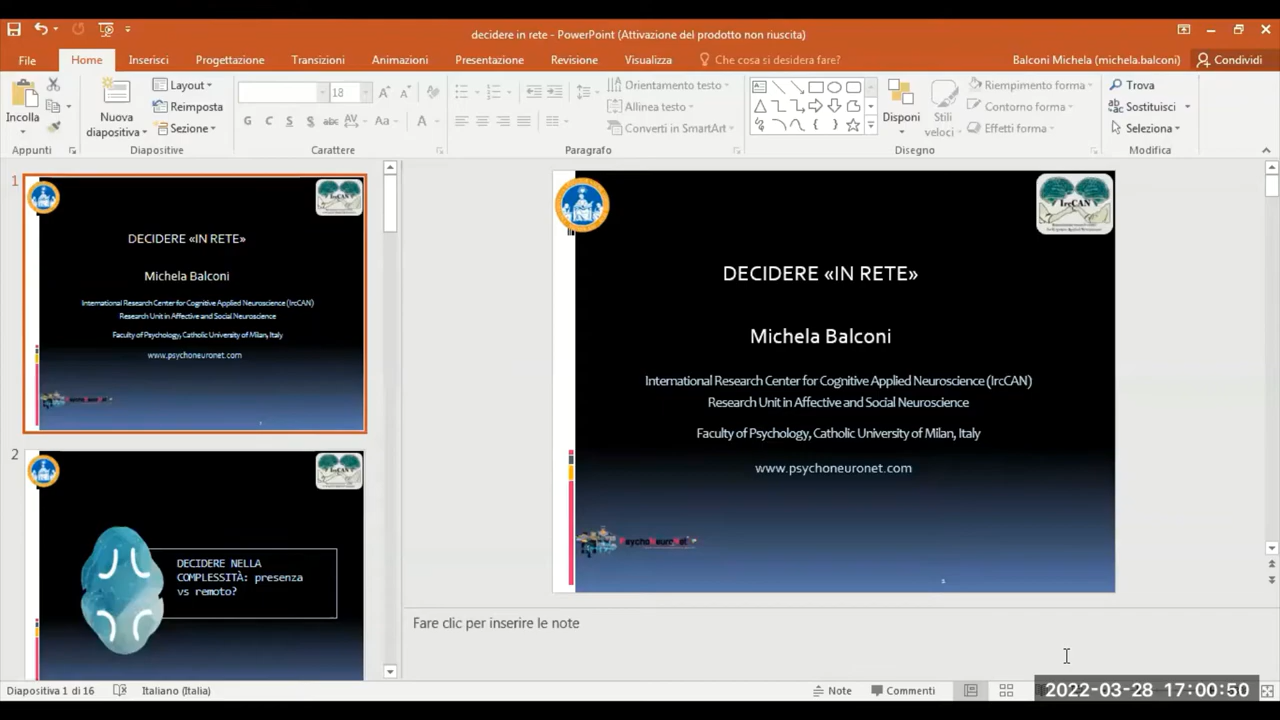 decidere in rete - PowerPoint (Attivazione del prodotto non riuscita)
File Home Inserisci Progettazione Transizioni Animazioni Presentazione Revisione Visualizza Che cosa si desidera fare? Balconi Michela (michela.balconi) Condividi
Incolla
Appunti
Nuova
diapositiva
Layout
Reimposta
Sezione
Diapositive
18
G C S S abc AV Aa A
Carattere
Orientamento testo
Allinea testo
Converti in SmartArt
Paragrafo
Disponi
Stili
veloci
Riempimento forma
Contorno forma
Effetti forma
Disegno
Trova
Sostituisci
Seleziona
Modifica
1
DECIDERE «IN RETE»
Michela Balconi
International Research Center for Cognitive Applied Neuroscience (IrcCAN)
Research Unit in Affective and Social Neuroscience
Faculty of Psychology, Catholic University of Milan, Italy
www.psychoneuronet.com
2
IrcCAN
DECIDERE NELLA
COMPLESSITÀ: presenza
vs remoto?
IrcCAN
DECIDERE «IN RETE»
Michela Balconi
International Research Center for Cognitive Applied Neuroscience (IrcCAN)
Research Unit in Affective and Social Neuroscience
Faculty of Psychology, Catholic University of Milan, Italy
www.psychoneuronet.com
PsychoNeuroNet
Fare clic per inserire le note
Diapositiva 1 di 16 Italiano (Italia) Note Commenti
2022-03-28 17:00:50